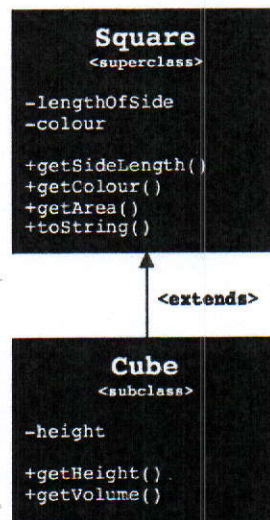 Square
<superclass>
-lengthOfSide
-colour
+getSideLength()
+getColour()
+getArea()
+toString()
<extends>
Cube
<subclass>
-height
+getHeight()
+getVolume()